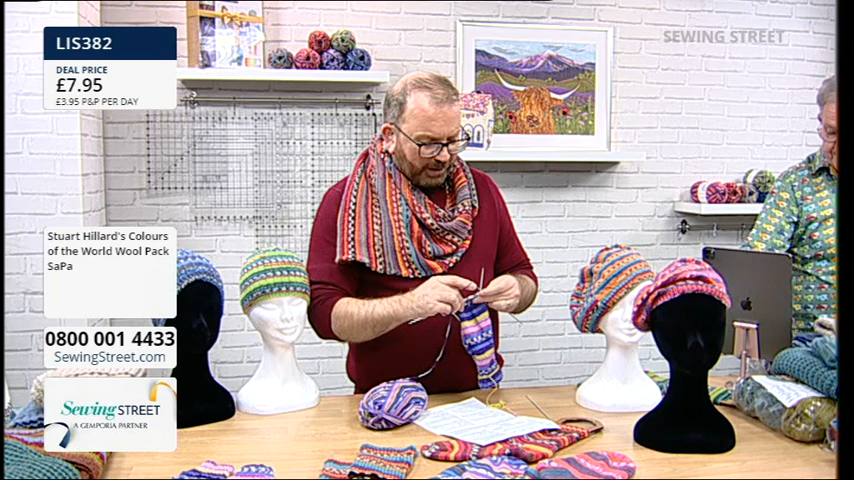 LIS382
DEAL PRICE
£7.95
£3.95 P&P PER DAY
SEWING STREET
Stuart Hillard's Colours
of the World Wool Pack
SaPa
0800 001 4433
SewingStreet.com
Sewing STREET
A GEMPORIA PARTNER